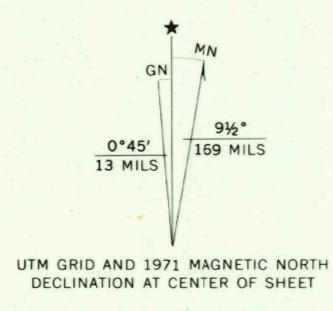 MN
GN
0°45′
13 MILS
9½°
169 MILS
UTM GRID AND 1971 MAGNETIC NORTH
DECLINATION AT CENTER OF SHEET